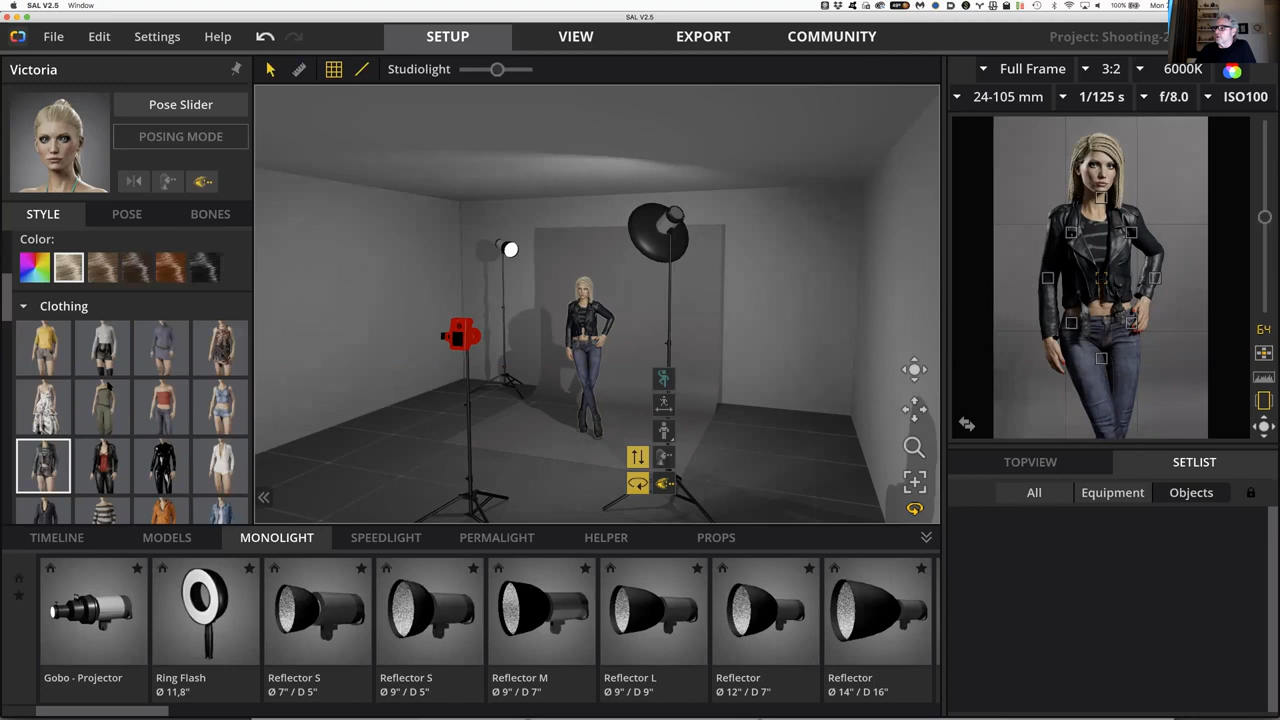 SAL V2.5 Window
100%
Mon
SAL V2.5
File Edit Settings Help SETUP VIEW EXPORT COMMUNITY Project: Shooting-2
Victoria
Studiolight
Full Frame 3:2 6000K
24-105 mm 1/125 s f/8.0 ISO100
Pose Slider
POSING MODE
STYLE POSE BONES
Color:
Clothing
64
TOPVIEW SETLIST
All Equipment Objects
TIMELINE MODELS MONOLIGHT SPEEDLIGHT PERMALIGHT HELPER PROPS
Gobo - Projector
Ring Flash
Ø 11,8"
Reflector S
Ø 7" / D 5"
Reflector S
Ø 9" / D 5"
Reflector M
Ø 9" / D 7"
Reflector L
Ø 9" / D 9"
Reflector
Ø 12" / D 7"
Reflector
Ø 14" / D 16"